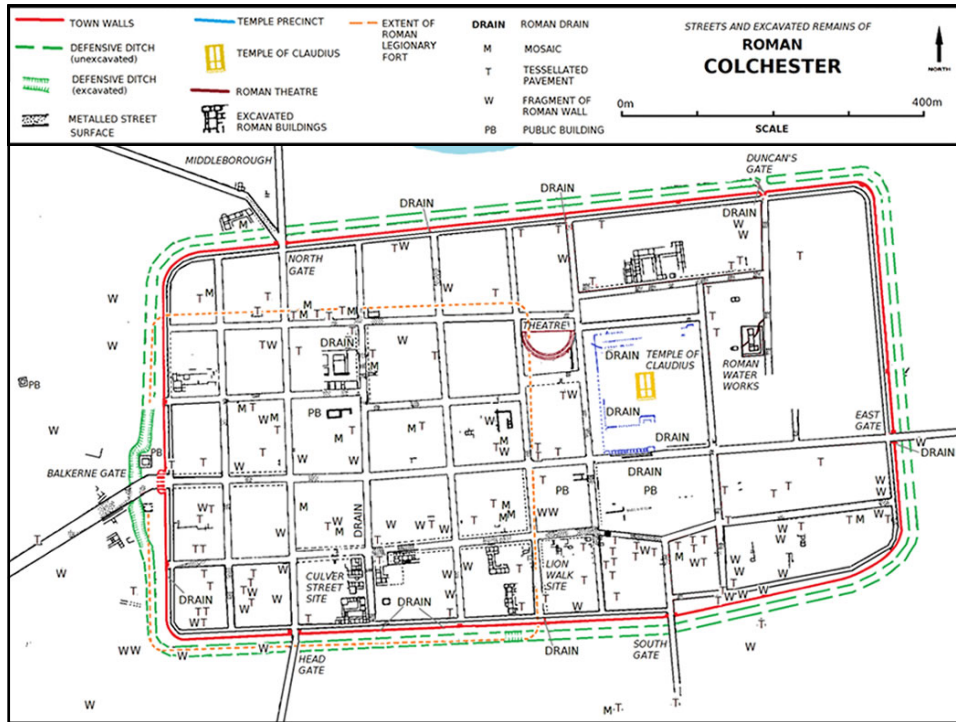 TOWN WALLS
DEFENSIVE DITCH
(unexcavated)
DEFENSIVE DITCH
(excavated)
METALLED STREET
SURFACE
TEMPLE PRECINCT
TEMPLE OF CLAUDIUS
ROMAN THEATRE
EXCAVATED
ROMAN BUILDINGS
EXTENT OF
ROMAN
LEGIONARY
FORT
DRAIN ROMAN DRAIN
M MOSAIC
T TESSELLATED
PAVEMENT
W FRAGMENT OF
ROMAN WALL
PB PUBLIC BUILDING
STREETS AND EXCAVATED REMAINS OF
ROMAN
COLCHESTER
NORTH
0m 400m
SCALE
MIDDLEBOROUGH
DUNCAN'S
GATE
DRAIN
DRAIN
DRAIN
NORTH
GATE
THEATRE
DRAIN
DRAIN
TEMPLE OF
CLAUDIUS
ROMAN
WATER
WORKS
DRAIN
PB
PB
EAST
GATE
DRAIN
DRAIN
BALKERNE GATE
PB
DRAIN
PB
PB
DRAIN
CULVER
STREET
SITE
LION
WALK
SITE
DRAIN
DRAIN
HEAD
GATE
DRAIN
SOUTH
GATE